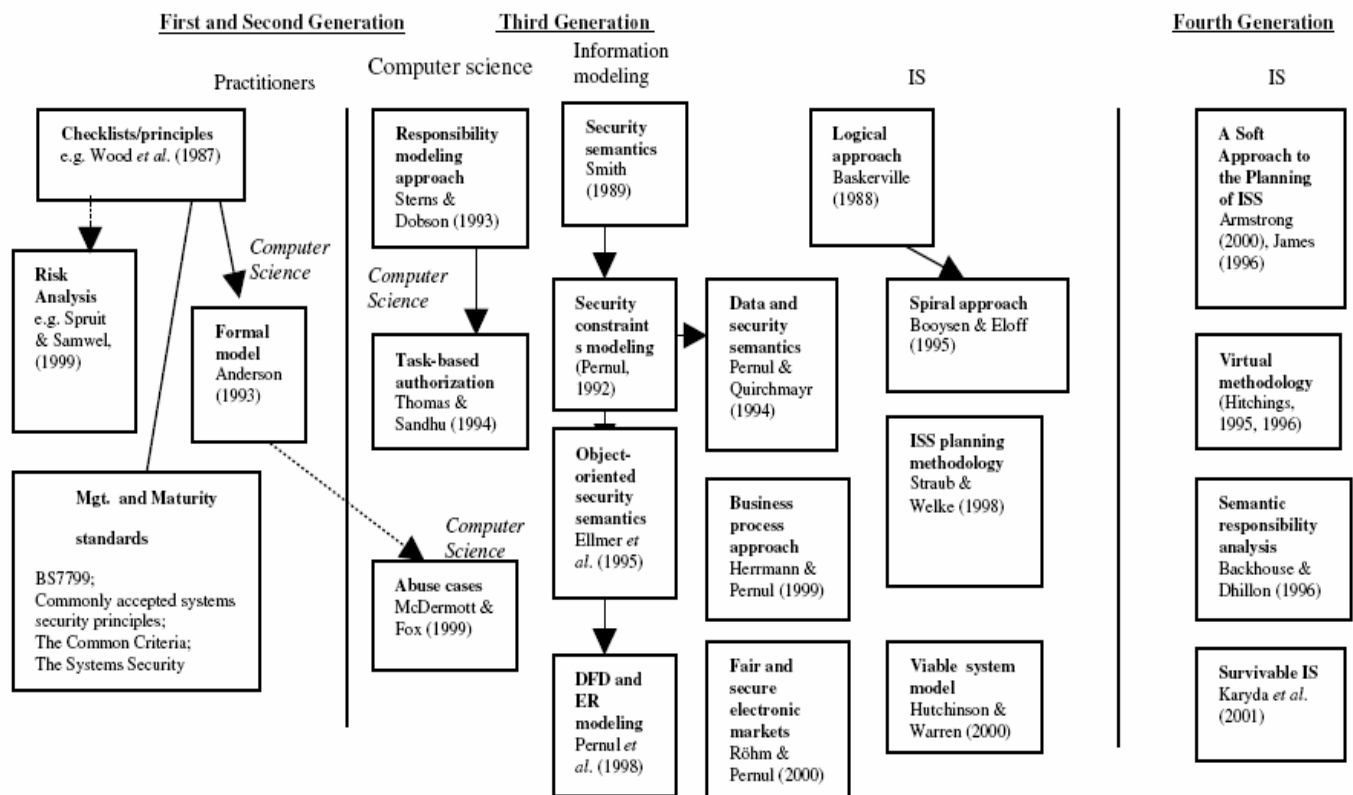 First and Second Generation
Third Generation
Fourth Generation
Practitioners
Computer science
Information
modeling
IS
IS
Checklists/principles
e.g. Wood et al. (1987)
Risk
Analysis
e.g. Spruit
& Samwel,
(1999)
Computer
Science
Formal
model
Anderson
(1993)
Mgt. and Maturity
standards
BS7799;
Commonly accepted systems
security principles;
The Common Criteria;
The Systems Security
Responsibility
modeling
approach
Sterns &
Dobson (1993)
Computer
Science
Task-based
authorization
Thomas &
Sandhu (1994)
Computer
Science
Abuse cases
McDermott &
Fox (1999)
Security
semantics
Smith
(1989)
Security
constraint
s modeling
(Pernul,
1992)
Object-
oriented
security
semantics
Ellmer et
al. (1995)
DFD and
ER
modeling
Pernul et
al. (1998)
Data and
security
semantics
Pernul &
Quirchmayr
(1994)
Business
process
approach
Herrmann &
Pernul (1999)
Fair and
secure
electronic
markets
Röhm &
Pernul (2000)
Logical
approach
Baskerville
(1988)
Spiral approach
Booysen & Eloff
(1995)
ISS planning
methodology
Straub &
Welke (1998)
Viable system
model
Hutchinson &
Warren (2000)
A Soft
Approach to
the Planning
of ISS
Armstrong
(2000), James
(1996)
Virtual
methodology
(Hitchings,
1995, 1996)
Semantic
responsibility
analysis
Backhouse &
Dhillon (1996)
Survivable IS
Karyda et al.
(2001)